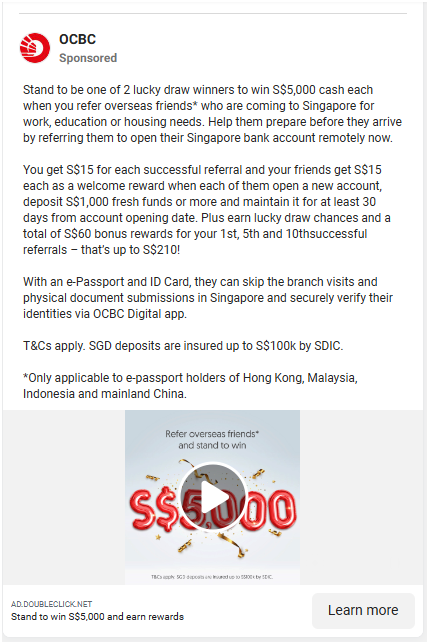 OCBC
Sponsored
Stand to be one of 2 lucky draw winners to win S$5,000 cash each
when you refer overseas friends* who are coming to Singapore for
work, education or housing needs. Help them prepare before they arrive
by referring them to open their Singapore bank account remotely now.
You get S$15 for each successful referral and your friends get S$15
each as a welcome reward when each of them open a new account,
deposit S$1,000 fresh funds or more and maintain it for at least 30
days from account opening date. Plus earn lucky draw chances and a
total of S$60 bonus rewards for your 1st, 5th and 10thsuccessful
referrals – that's up to S$210!
With an e-Passport and ID Card, they can skip the branch visits and
physical document submissions in Singapore and securely verify their
identities via OCBC Digital app.
T&Cs apply. SGD deposits are insured up to S$100k by SDIC.
*Only applicable to e-passport holders of Hong Kong, Malaysia,
Indonesia and mainland China.
Refer overseas friends*
and stand to win
S$5,000
T&Cs apply. SGD deposits are insured up to S$100k by SDIC.
AD.DOUBLECLICK.NET
Stand to win S$5,000 and earn rewards
Learn more